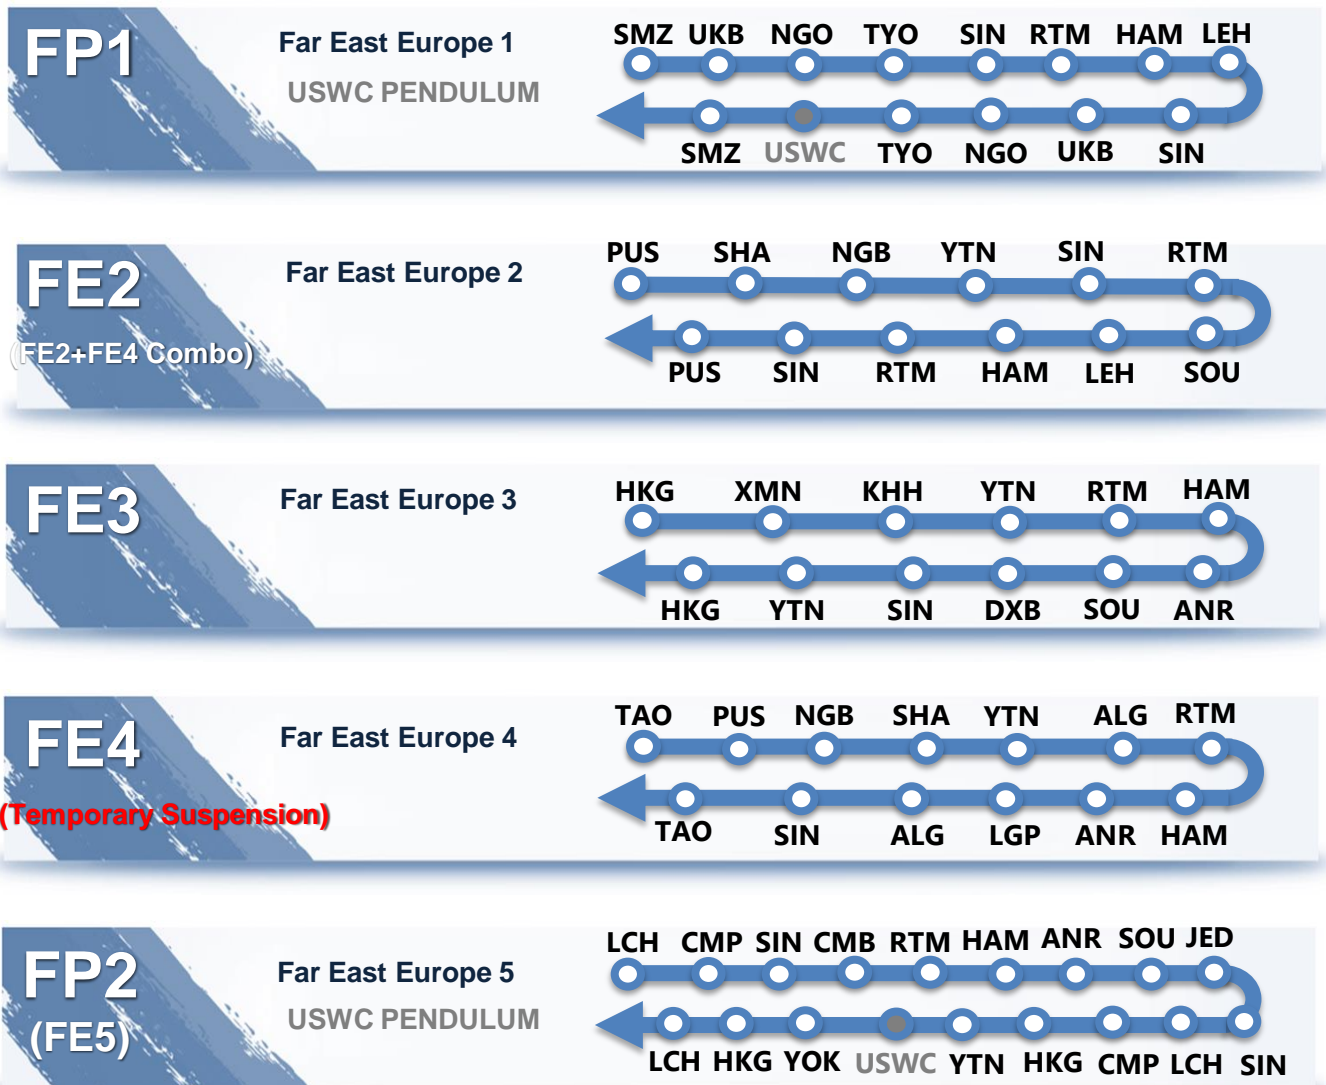 FP1
Far East Europe 1
USWC PENDULUM
SMZ UKB NGO TYO SIN RTM HAM LEH
SMZ USWC TYO NGO UKB SIN
FE2
(FE2+FE4 Combo)
Far East Europe 2
PUS SHA NGB YTN SIN RTM
PUS SIN RTM HAM LEH SOU
FE3
Far East Europe 3
HKG XMN KHH YTN RTM HAM
HKG YTN SIN DXB SOU ANR
FE4
(Temporary Suspension)
Far East Europe 4
TAO PUS NGB SHA YTN ALG RTM
TAO SIN ALG LGP ANR HAM
FP2
(FE5)
Far East Europe 5
USWC PENDULUM
LCH CMP SIN CMB RTM HAM ANR SOU JED
LCH HKG YOK USWC YTN HKG CMP LCH SIN